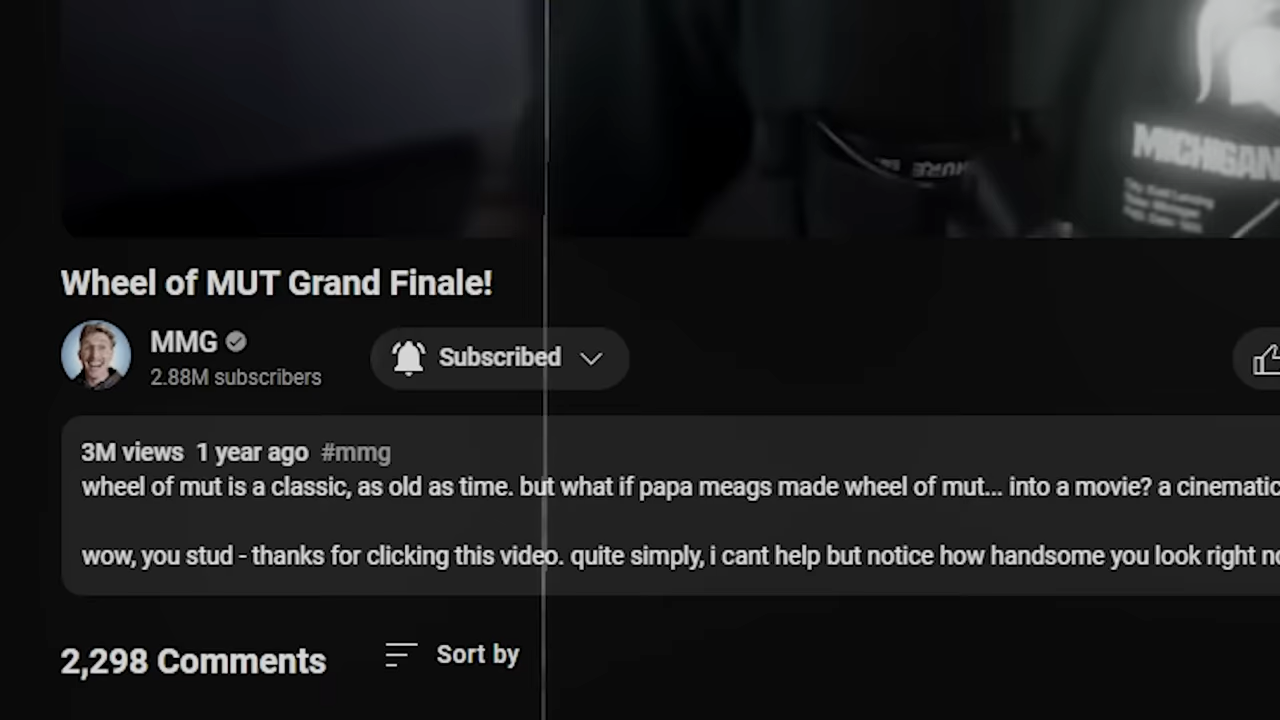 MICHIGAN
Wheel of MUT Grand Finale!
MMG
2.88M subscribers
Subscribed
3M views 1 year ago #mmg
wheel of mut is a classic, as old as time. but what if papa meags made wheel of mut... into a movie? a cinematic
wow, you stud - thanks for clicking this video. quite simply, i cant help but notice how handsome you look right
2,298 Comments
Sort by